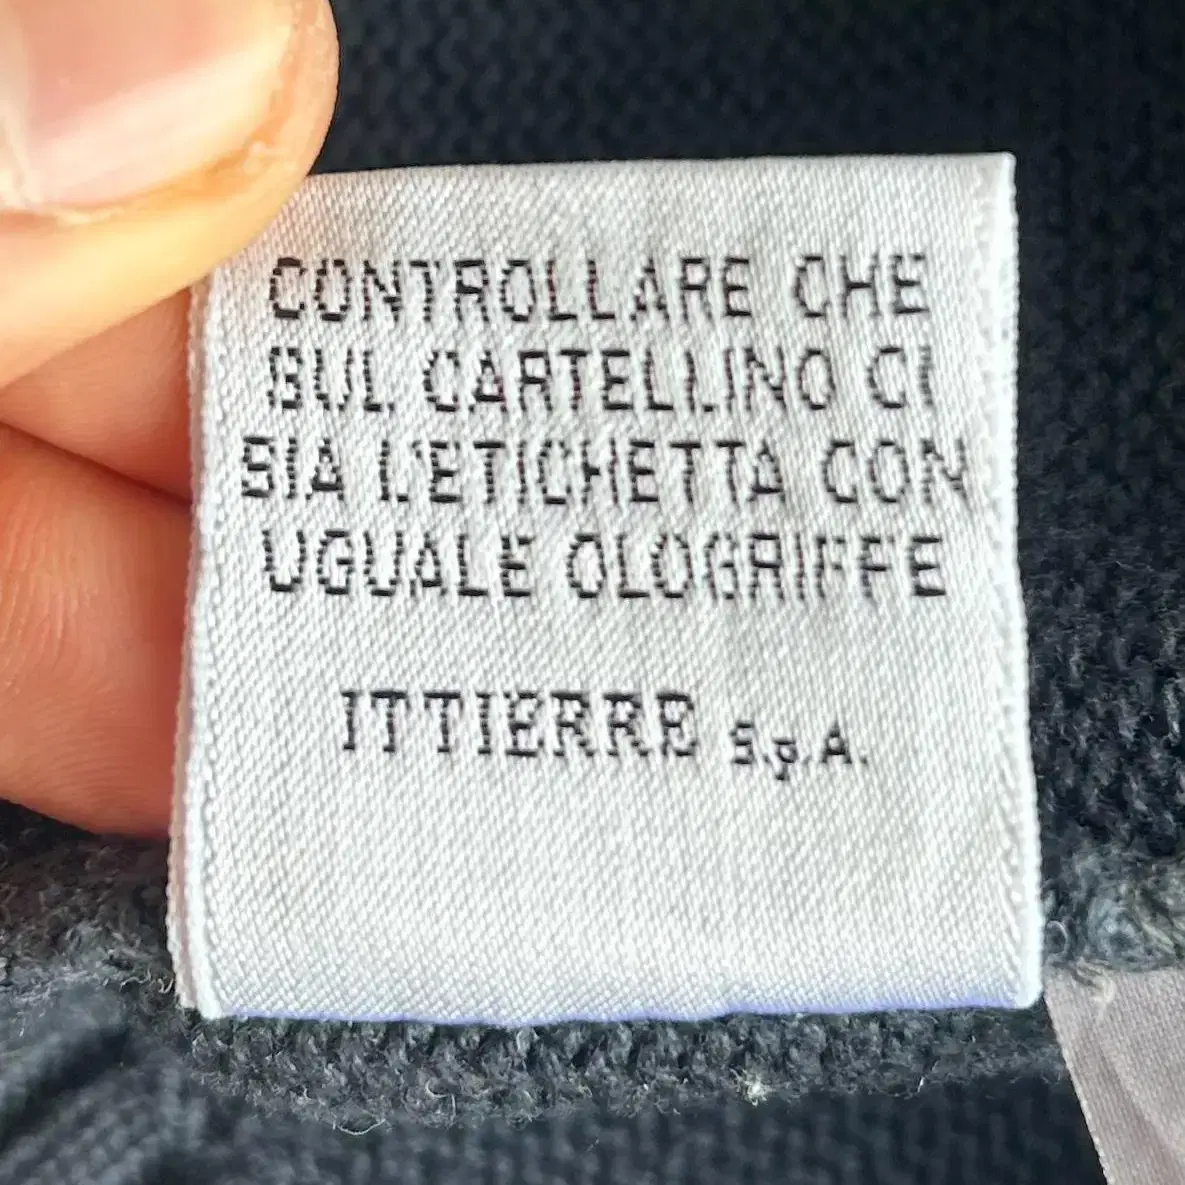 CONTROLLARE CHE
SUL CARTELLINO CI
SIA L'ETICHETTA CON
UGUALE OLOGRIFFE
ITTIERRE S.p.A.